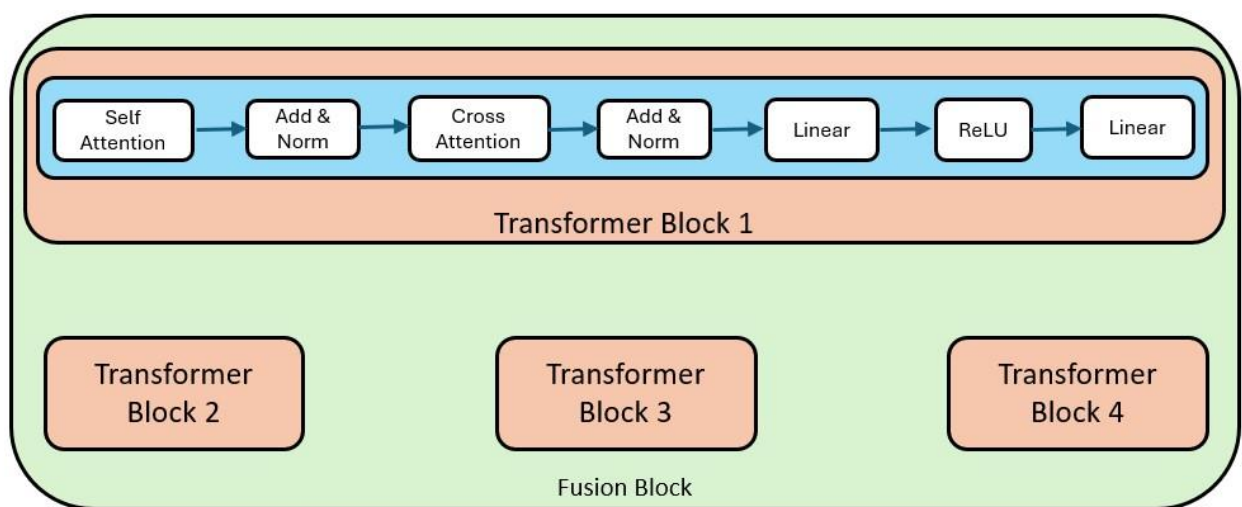 Self
Attention
Add &
Norm
Cross
Attention
Add &
Norm
Linear
ReLU
Linear
Transformer Block 1
Transformer
Block 2
Transformer
Block 3
Transformer
Block 4
Fusion Block